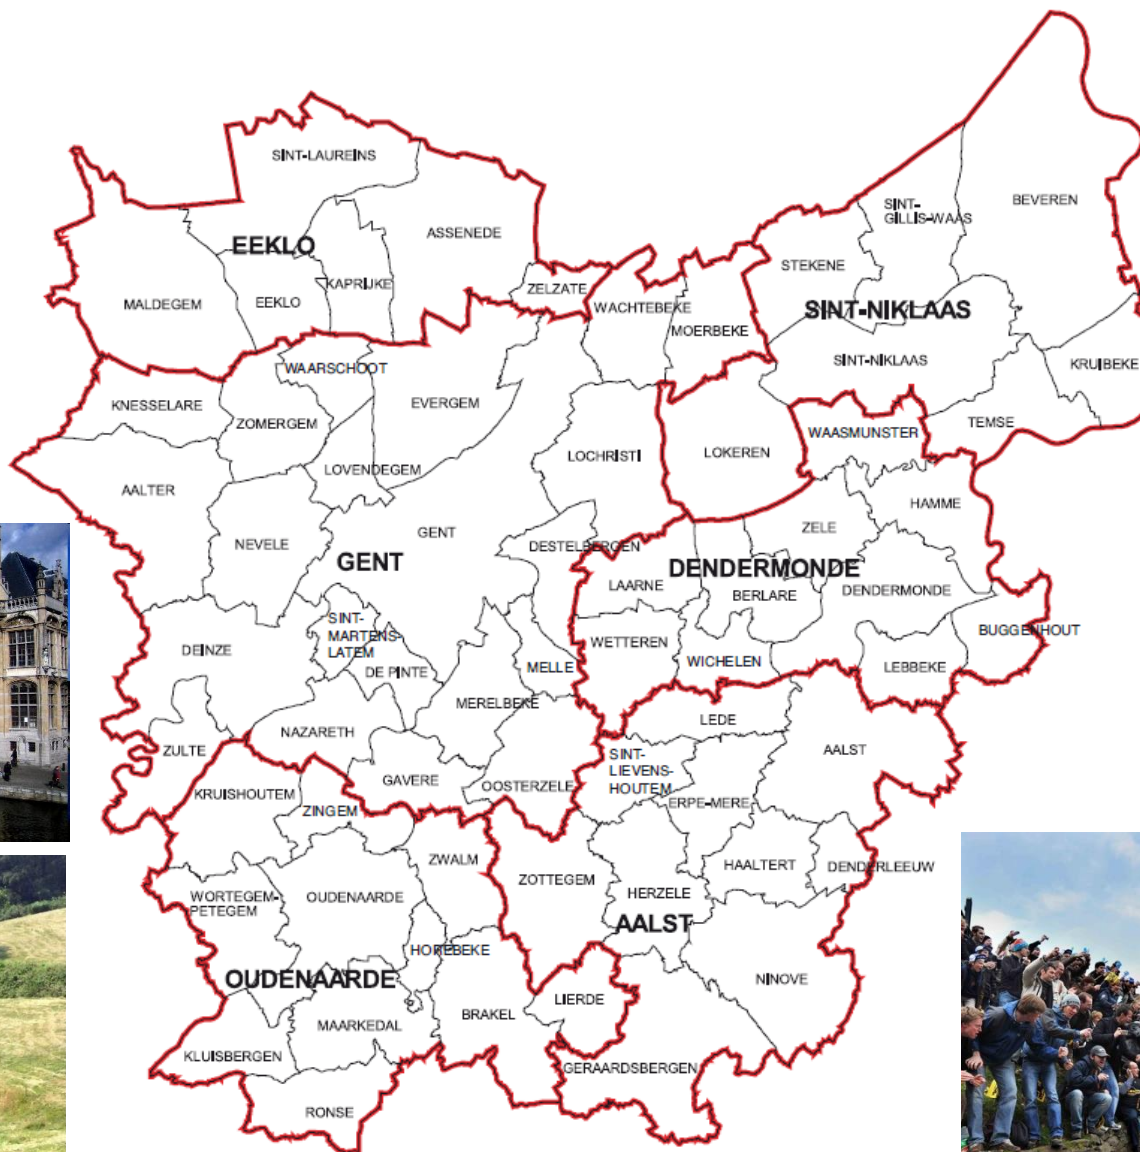 SINT-LAUREINS
BEVEREN
SINT-
GILLIS-WAAS
ASSENEDE
EEKLO
STEKENE
KAPRIJKE
ZELZATE
MALDEGEM
EEKLO
WACHTEBEKE
SINT-NIKLAAS
MOERBEKE
SINT-NIKLAAS
KRUIBEKE
WAARSCHOOT
KNESSELARE
EVERGEM
ZOMERGEM
TEMSE
WAASMUNSTER
LOKEREN
LOCHRISTI
LOVENDEGEM
AALTER
HAMME
ZELE
GENT
NEVELE
DESTELBERGEN
GENT
DENDERMONDE
LAARNE
BERLARE
DENDERMONDE
SINT-
MARTENS-
LATEM
BUGGENHOUT
DEINZE
WETTEREN
WICHELEN
LEBBEKE
MELLE
DE PINTE
MERELBEKE
LEDE
NAZARETH
ZULTE
AALST
SINT-
LIEVENS-
HOUTEM
GAVERE
OOSTERZELE
KRUISHOUTEM
ERPE-MERE
ZINGEM
ZWALM
HAALTERT
DENDERLEEUW
ZOTTEGEM
WORTEGEM-
PETEGEM
OUDENAARDE
HERZELE
AALST
HOREBEKE
OUDENAARDE
NINOVE
LIERDE
BRAKEL
MAARKEDAL
KLUISBERGEN
GERAARDSBERGEN
RONSE